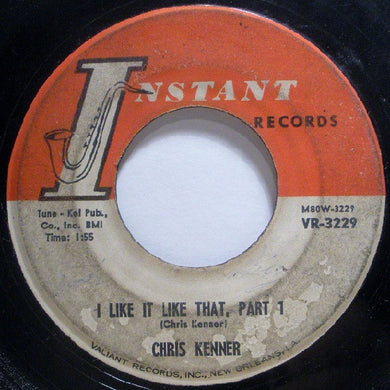 INSTANT
RECORDS
Tune - Kel Pub.,
Co., Inc. BMI
Time: 1:55
M80W-3229
VR-3229
I LIKE IT LIKE THAT, PART 1
(Chris Kenner)
CHRIS KENNER
VALIANT RECORDS, INC., NEW ORLEANS, LA.